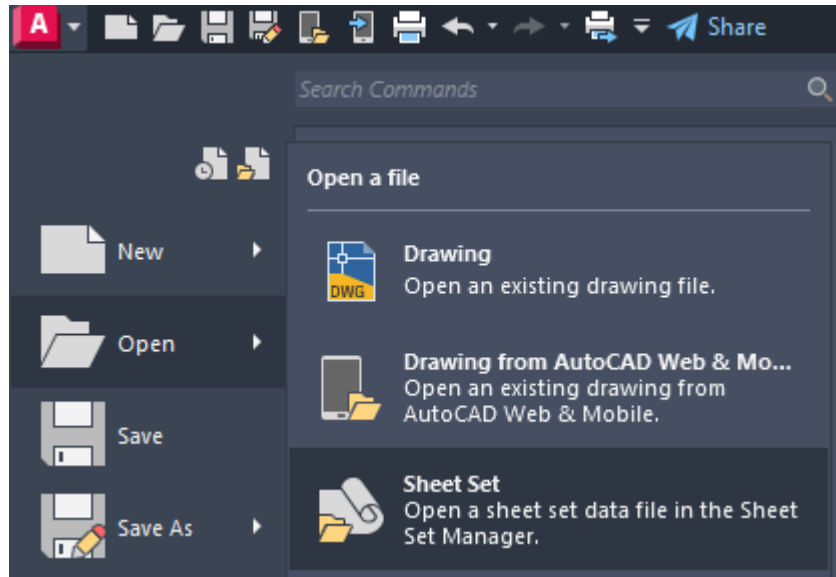 A
Share
Search Commands
Open a file
New
Drawing
DWG
Open an existing drawing file.
Open
Drawing from AutoCAD Web & Mo...
Open an existing drawing from
AutoCAD Web & Mobile.
Save
Sheet Set
Open a sheet set data file in the Sheet
Set Manager.
Save As